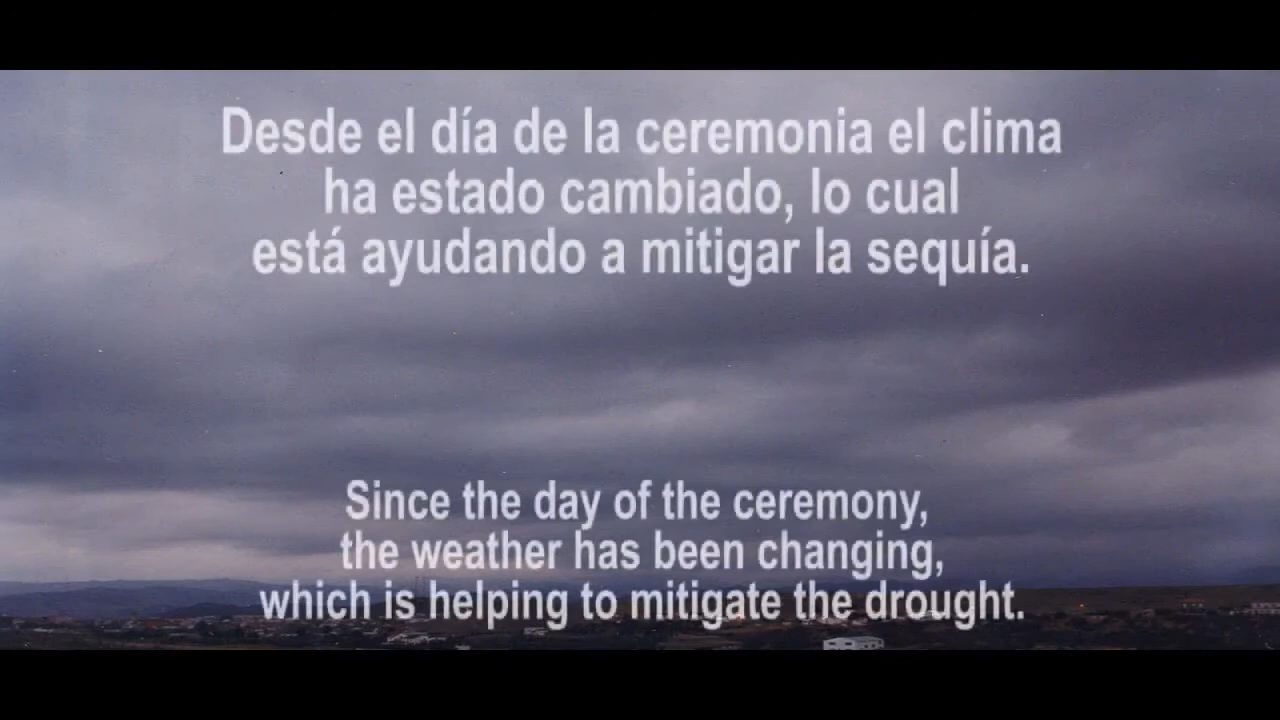 Desde el día de la ceremonia el clima
ha estado cambiado, lo cual
está ayudando a mitigar la sequía.
Since the day of the ceremony,
the weather has been changing,
which is helping to mitigate the drought.